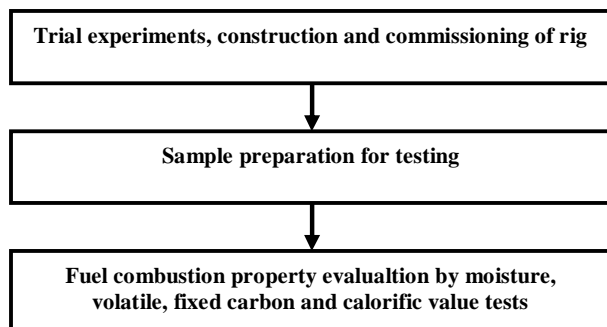 Trial experiments, construction and commissioning of rig
Sample preparation for testing
Fuel combustion property evalualtion by moisture,
volatile, fixed carbon and calorific value tests